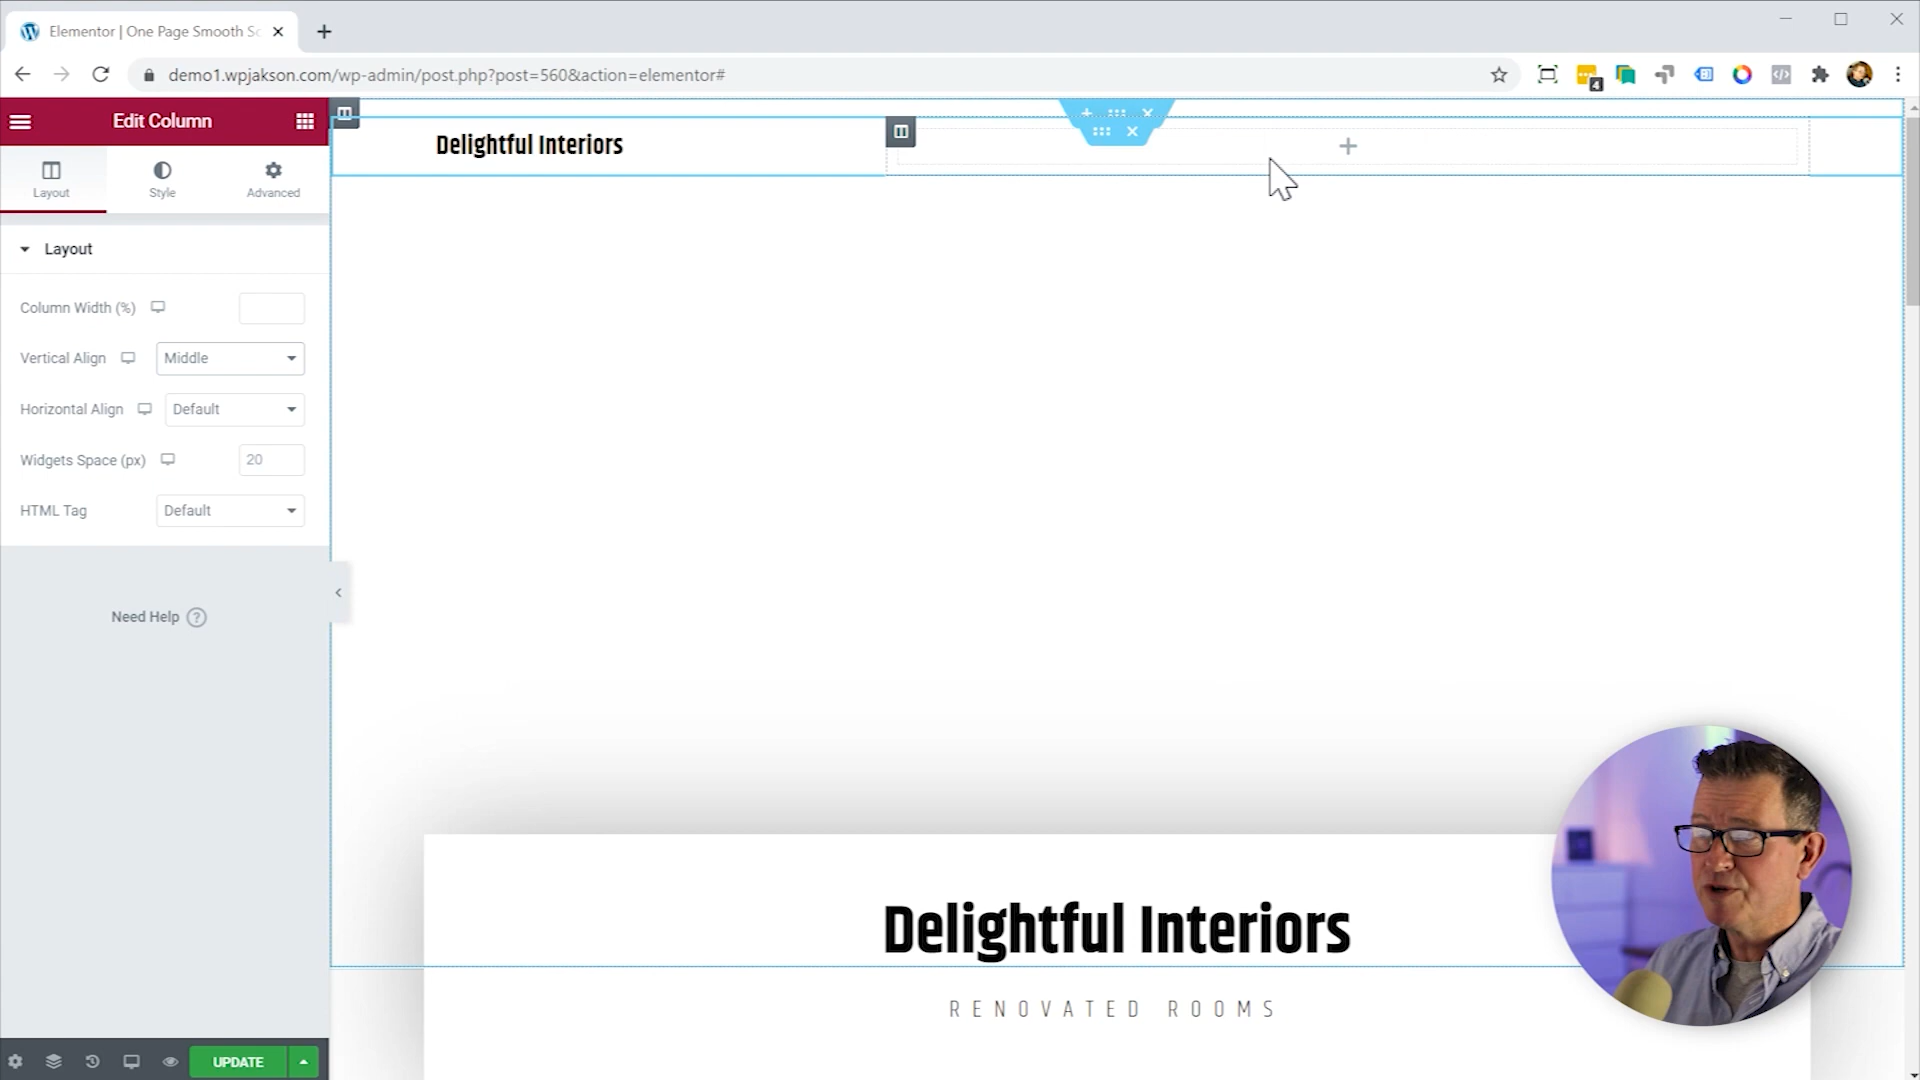 Elementor | One Page Smooth Sc
demo1.wpjakson.com/wp-admin/post.php?post=560&action=elementor#
4
Edit Column
Layout
Style
Advanced
Layout
Column Width (%)
Vertical Align
Middle
Horizontal Align
Default
Widgets Space (px)
20
HTML Tag
Default
Need Help ?
UPDATE
Delightful Interiors
Delightful Interiors
RENOVATED ROOMS